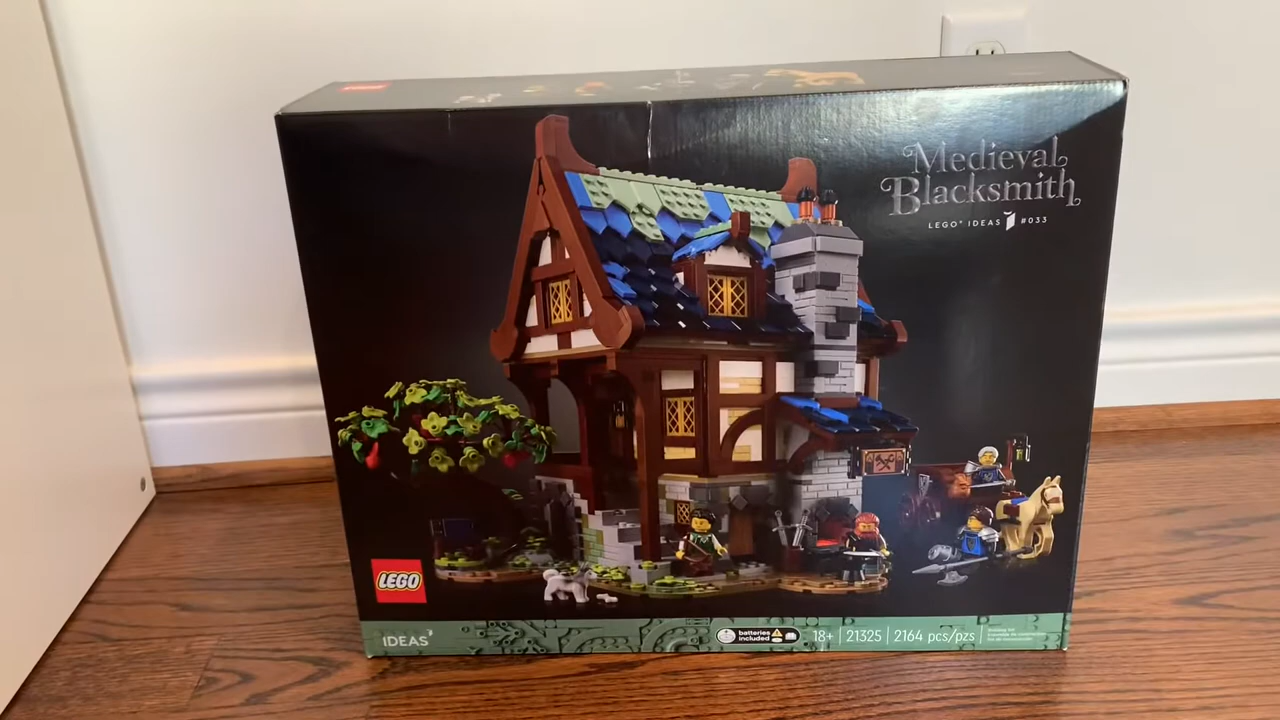 Medieval
Blacksmith
LEGO® IDEAS #033
LEGO
IDEAS
batteries
included
18+ 21325 2164 pcs/pzs